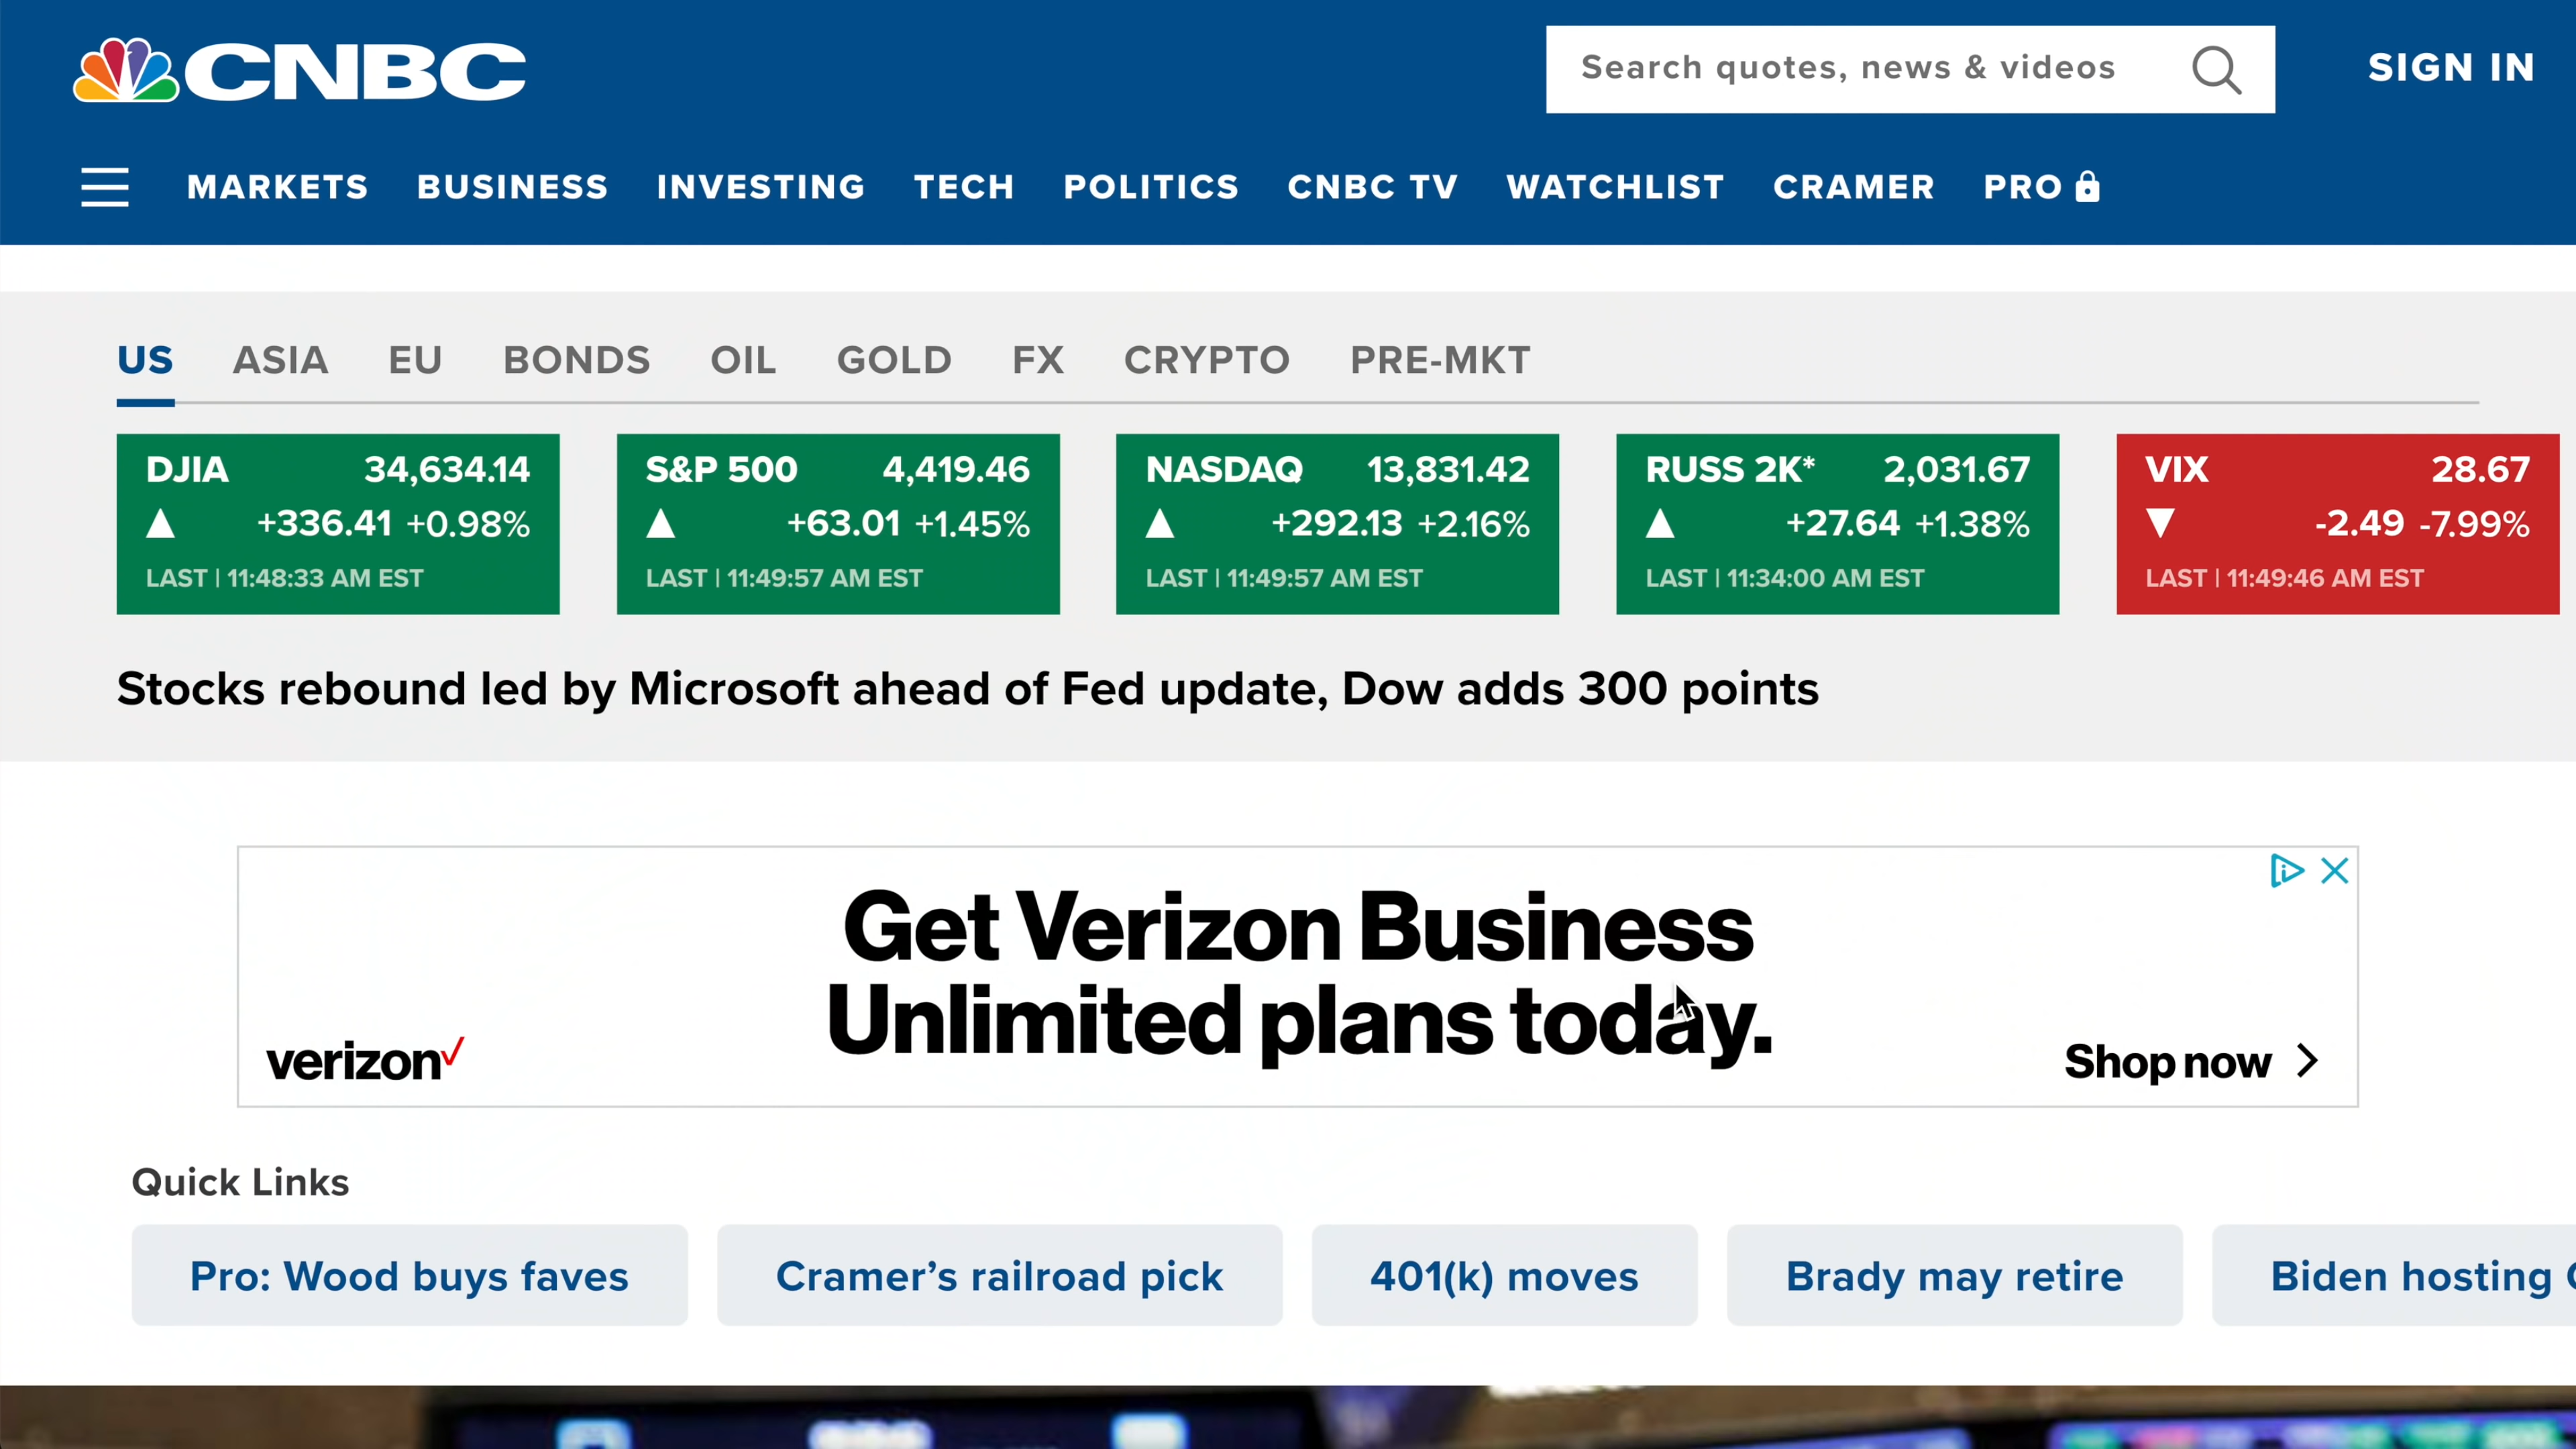 CNBC
Search quotes, news & videos
SIGN IN
MARKETS BUSINESS INVESTING TECH POLITICS CNBC TV WATCHLIST CRAMER PRO
US ASIA EU BONDS OIL GOLD FX CRYPTO PRE-MKT
DJIA 34,634.14
+336.41 +0.98%
LAST | 11:48:33 AM EST
S&P 500 4,419.46
+63.01 +1.45%
LAST | 11:49:57 AM EST
NASDAQ 13,831.42
+292.13 +2.16%
LAST | 11:49:57 AM EST
RUSS 2K* 2,031.67
+27.64 +1.38%
LAST | 11:34:00 AM EST
VIX 28.67
-2.49 -7.99%
LAST | 11:49:46 AM EST
Stocks rebound led by Microsoft ahead of Fed update, Dow adds 300 points
Get Verizon Business
Unlimited plans today.
verizon
Shop now
Quick Links
Pro: Wood buys faves
Cramer’s railroad pick
401(k) moves
Brady may retire
Biden hosting